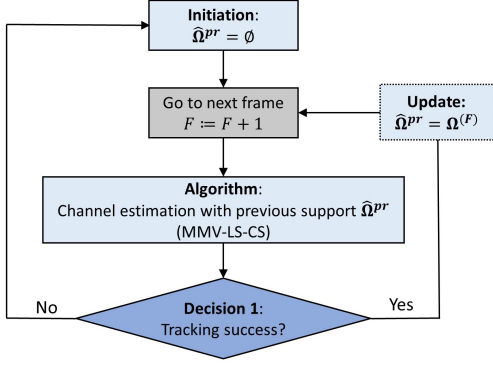 Initiation:
Ω̂^pr = ∅
Go to next frame
F ≔ F + 1
Update:
Ω̂^pr = Ω^(F)
Algorithm:
Channel estimation with previous support Ω̂^pr
(MMV-LS-CS)
No
Decision 1:
Tracking success?
Yes